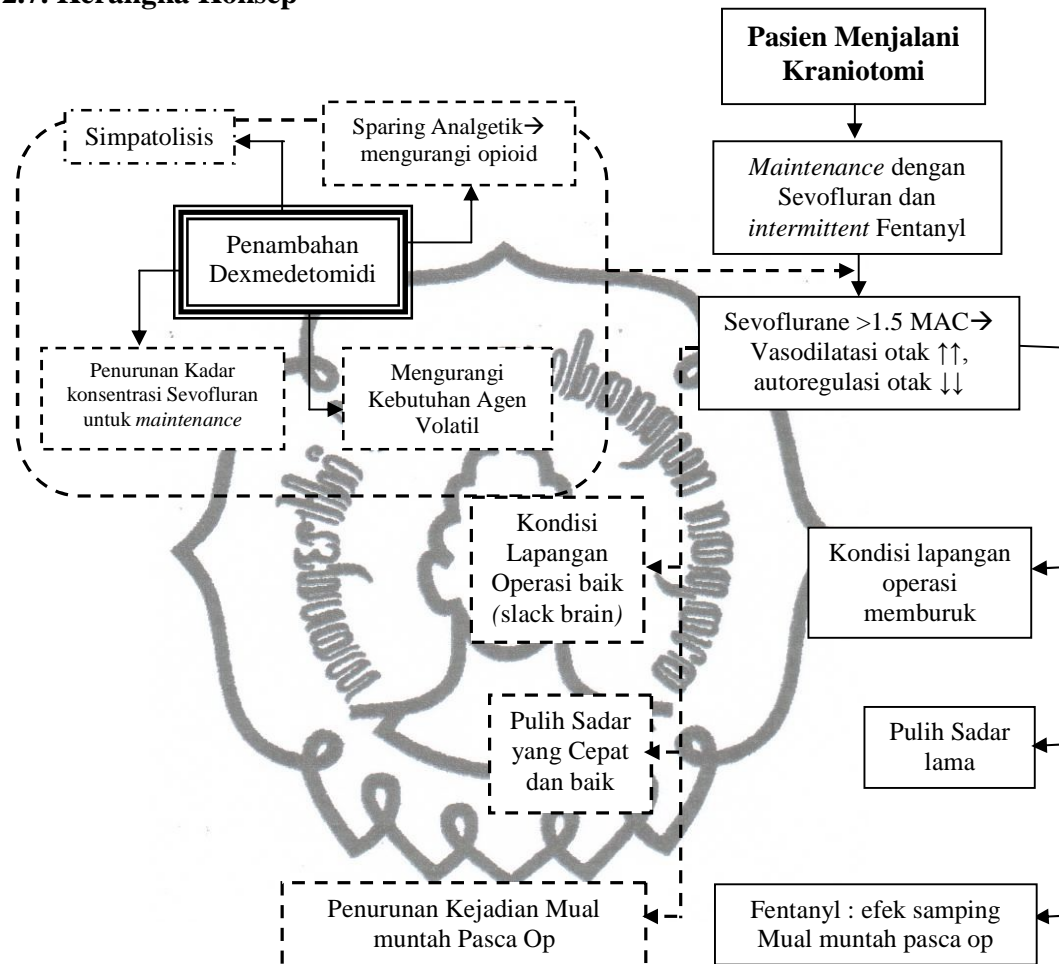 2.7. Kerangka Konsep
Pasien Menjalani
Kraniotomi
Simpatolisis
Sparing Analgetik→
mengurangi opioid
Maintenance dengan
Sevofluran dan
intermittent Fentanyl
Penambahan
Dexmedetomidi
Sevoflurane >1.5 MAC→
Vasodilatasi otak ↑↑,
autoregulasi otak ↓↓
Penurunan Kadar
konsentrasi Sevofluran
untuk maintenance
Mengurangi
Kebutuhan Agen
Volatil
Kondisi
Lapangan
Operasi baik
(slack brain)
Kondisi lapangan
operasi
memburuk
Pulih Sadar
yang Cepat
dan baik
Pulih Sadar
lama
Penurunan Kejadian Mual
muntah Pasca Op
Fentanyl : efek samping
Mual muntah pasca op